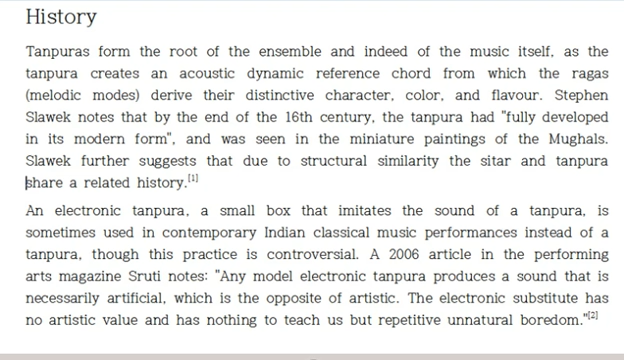 History
Tanpuras form the root of the ensemble and indeed of the music itself, as the
tanpura creates an acoustic dynamic reference chord from which the ragas
(melodic modes) derive their distinctive character, color, and flavour. Stephen
Slawek notes that by the end of the 16th century, the tanpura had "fully developed
in its modern form", and was seen in the miniature paintings of the Mughals.
Slawek further suggests that due to structural similarity the sitar and tanpura
share a related history.[1]
An electronic tanpura, a small box that imitates the sound of a tanpura, is
sometimes used in contemporary Indian classical music performances instead of a
tanpura, though this practice is controversial. A 2006 article in the performing
arts magazine Sruti notes: "Any model electronic tanpura produces a sound that is
necessarily artificial, which is the opposite of artistic. The electronic substitute has
no artistic value and has nothing to teach us but repetitive unnatural boredom."[2]